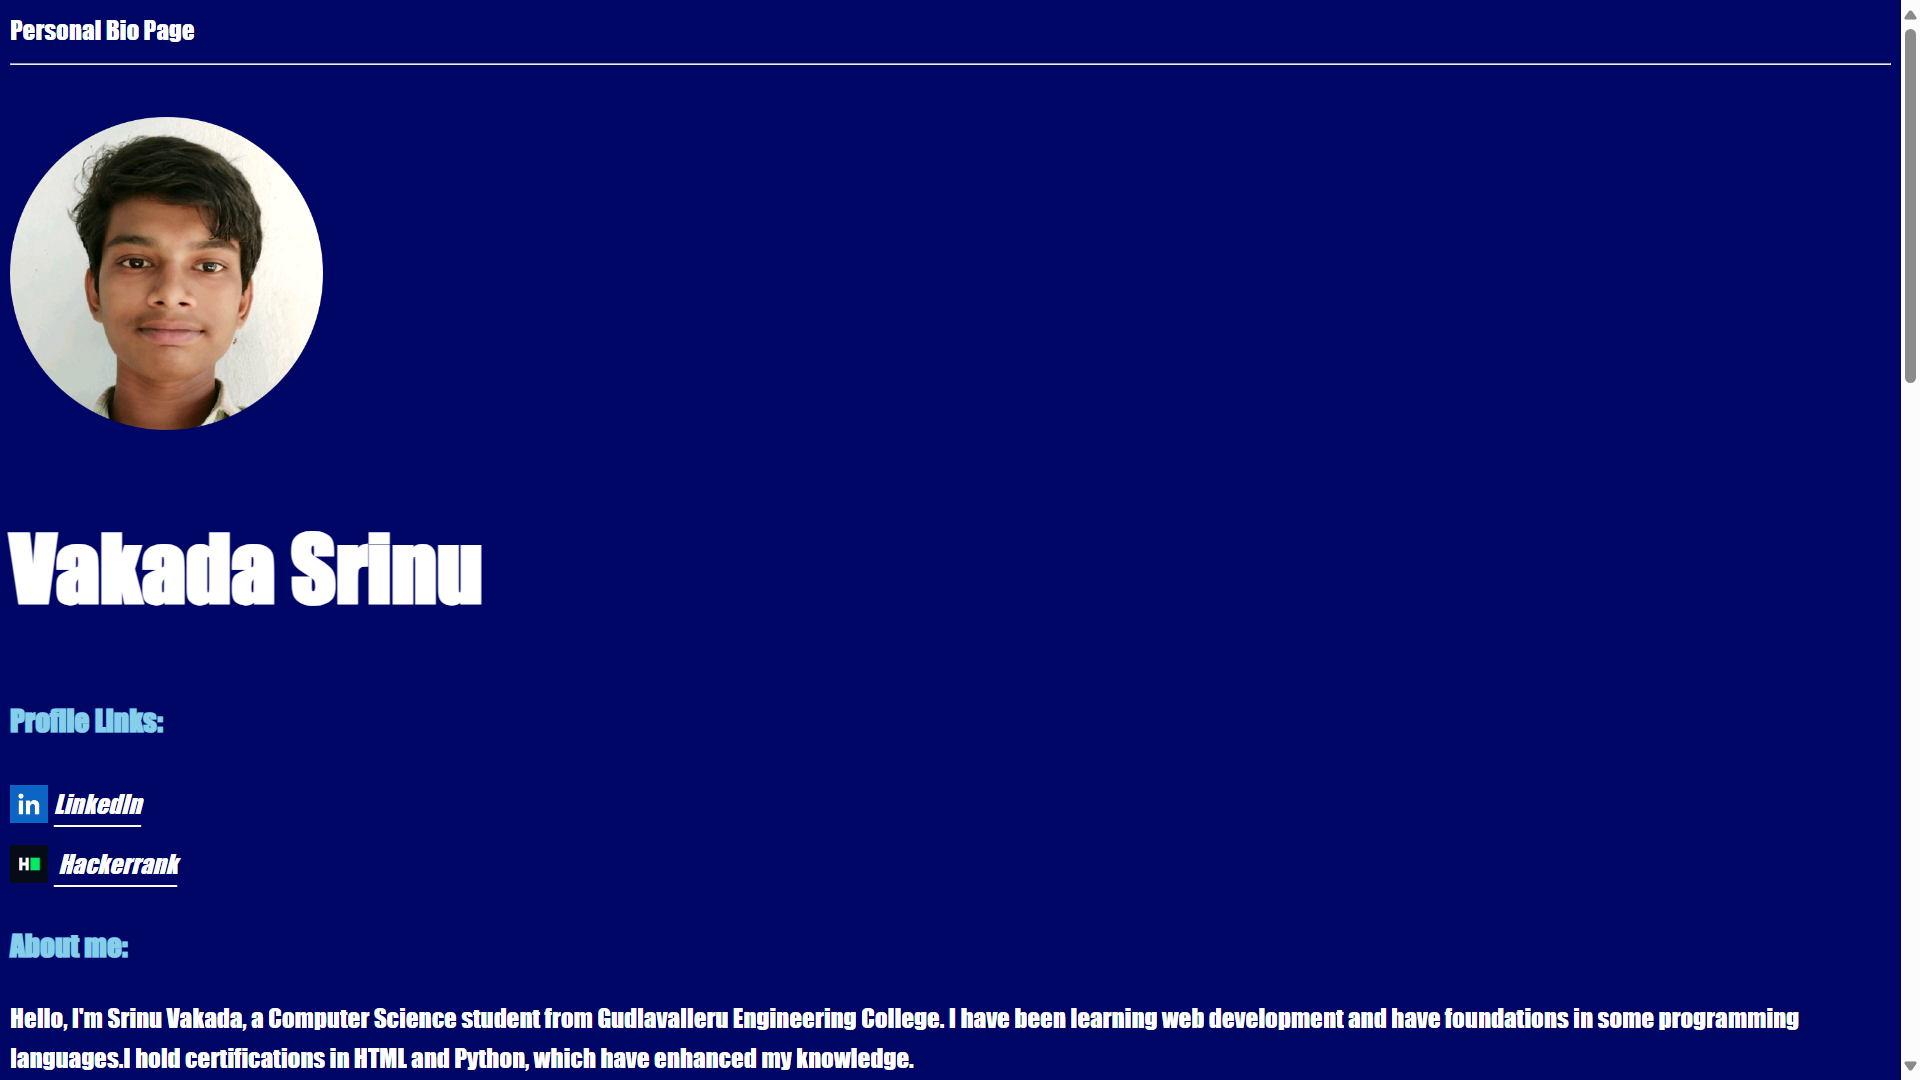 Personal Bio Page
Vakada Srinu
Profile Links:
in LinkedIn
H Hackerrank
About me:
Hello, I'm Srinu Vakada, a Computer Science student from Gudlavalleru Engineering College. I have been learning web development and have foundations in some programming
languages.I hold certifications in HTML and Python, which have enhanced my knowledge.